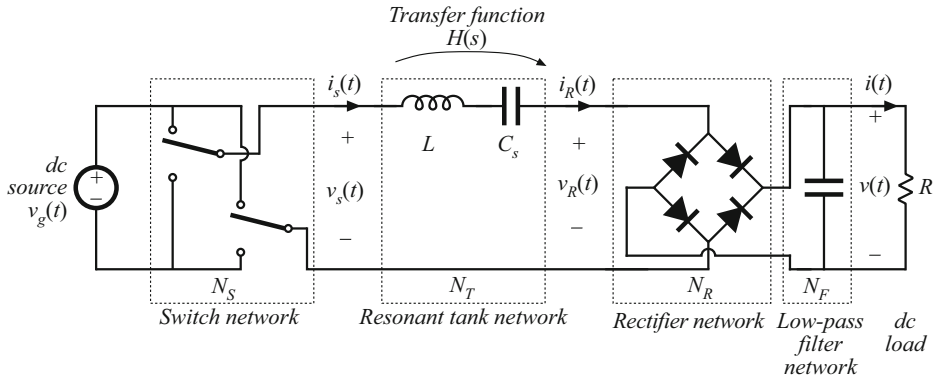 Transfer function
H(s)
i_s(t)
i_R(t)
i(t)
+
+
+
L
C_s
dc
source
v_g(t)
+
−
v_s(t)
v_R(t)
v(t)
R
−
−
−
N_S
N_T
N_R
N_F
Switch network
Resonant tank network
Rectifier network
Low-pass
filter
network
dc
load